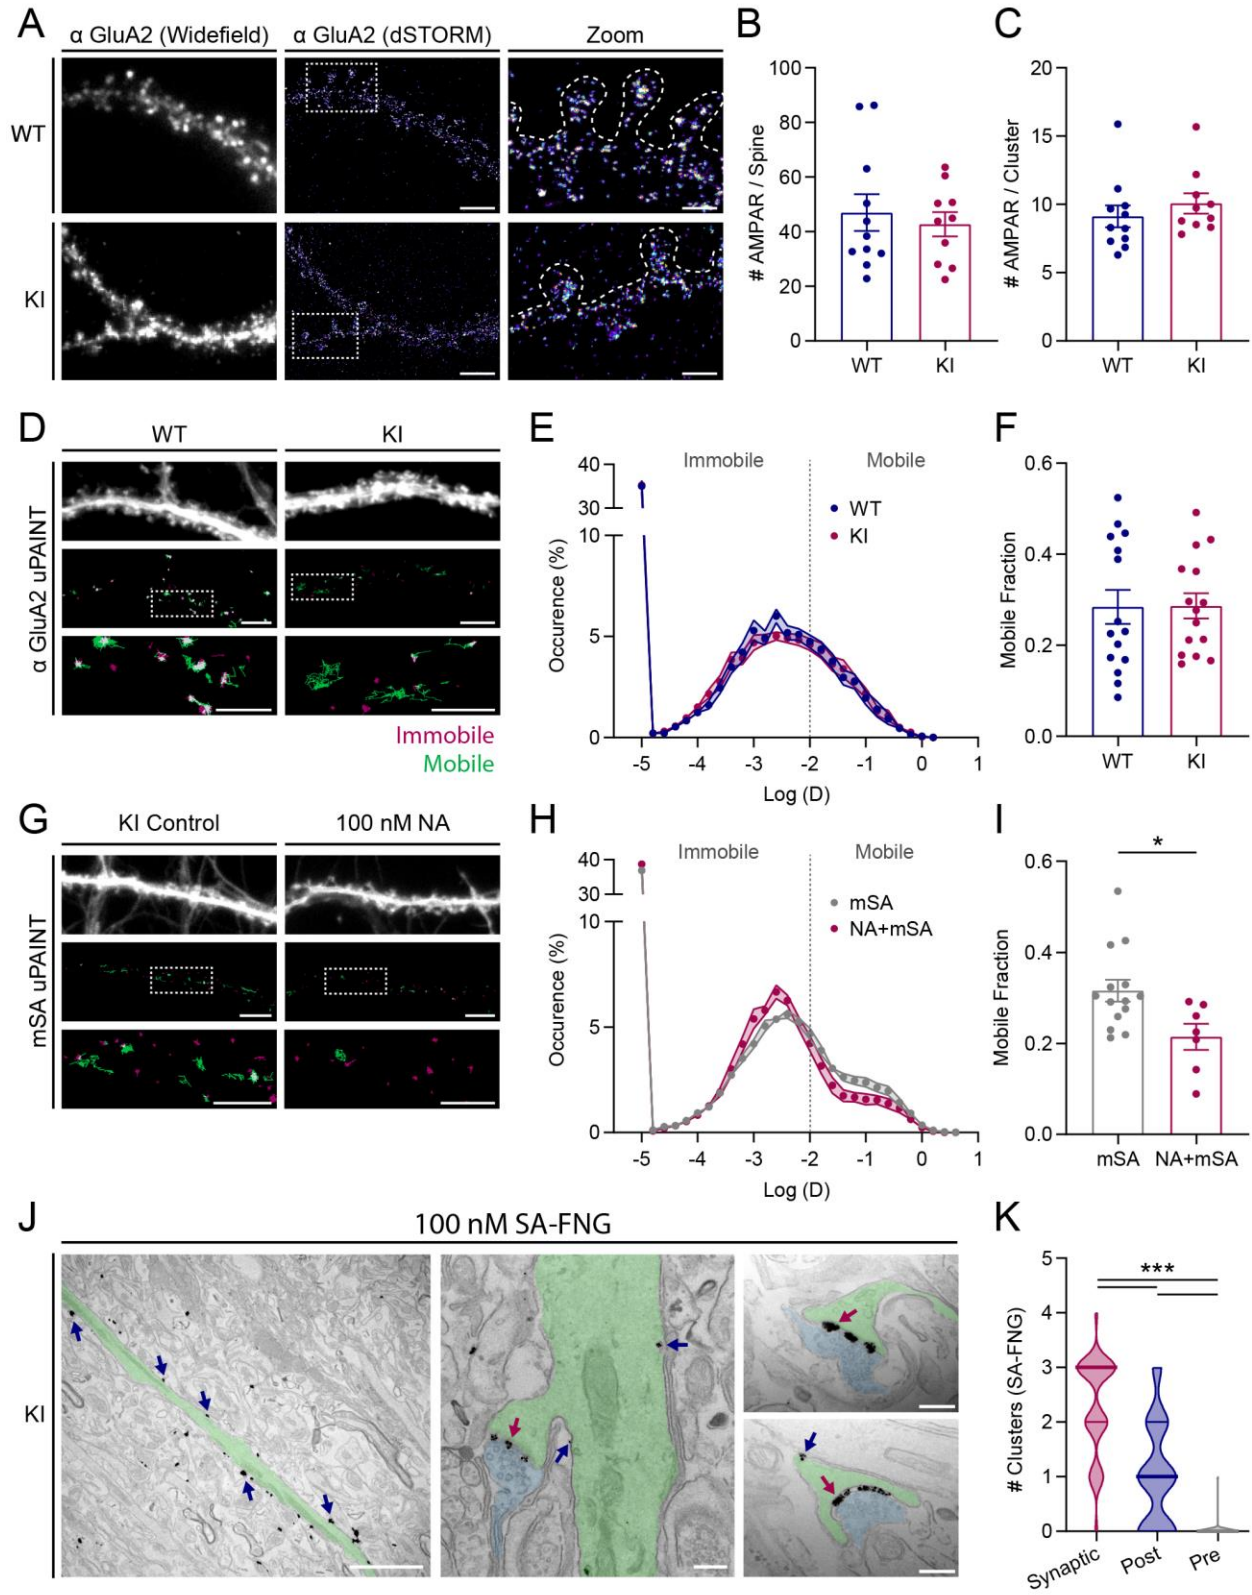 A
α GluA2 (Widefield)
α GluA2 (dSTORM)
Zoom
WT
KI
B
# AMPAR / Spine
100
80
60
40
20
0
WT
KI
C
# AMPAR / Cluster
20
15
10
5
0
WT
KI
D
WT
KI
α GluA2 uPAINT
Immobile
Mobile
E
Immobile
Mobile
Occurence (%)
40
30
10
5
0
WT
KI
-5
-4
-3
-2
-1
0
1
Log (D)
F
Mobile Fraction
0.6
0.4
0.2
0.0
WT
KI
G
KI Control
100 nM NA
mSA uPAINT
H
Immobile
Mobile
Occurence (%)
40
30
10
5
0
mSA
NA+mSA
-5
-4
-3
-2
-1
0
1
Log (D)
I
*
Mobile Fraction
0.6
0.4
0.2
0.0
mSA
NA+mSA
J
100 nM SA-FNG
KI
K
***
# Clusters (SA-FNG)
5
4
3
2
1
0
Synaptic
Post
Pre